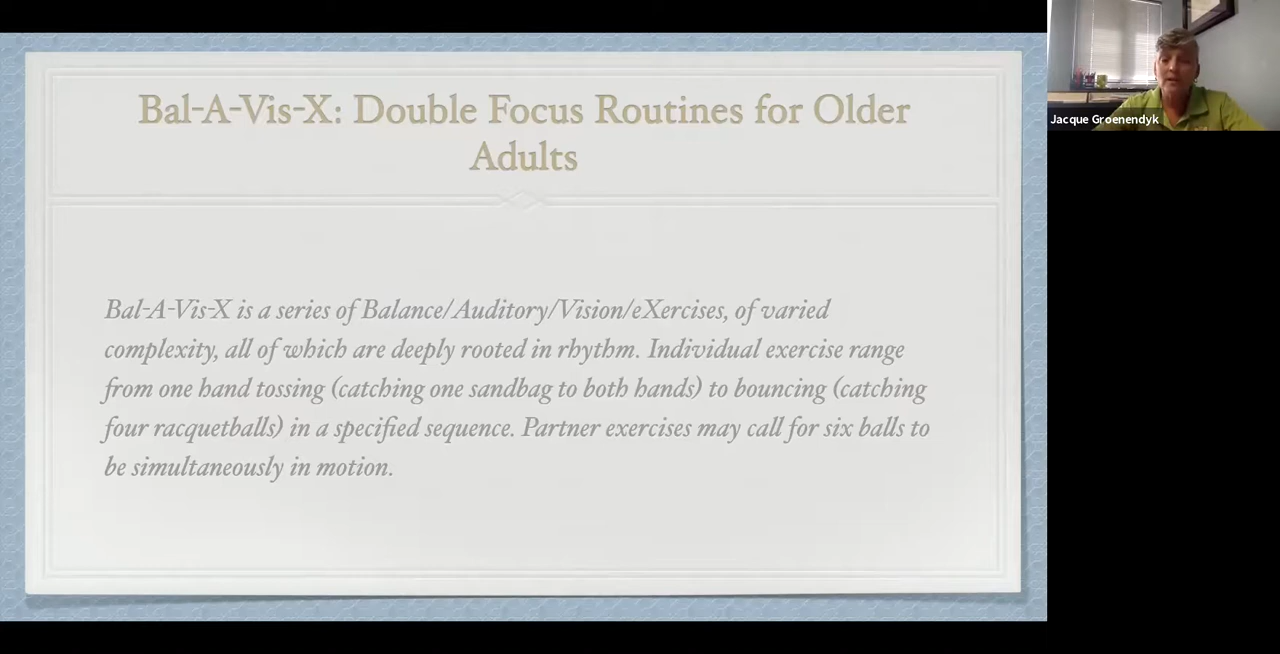 Bal-A-Vis-X: Double Focus Routines for Older
Adults
Bal-A-Vis-X is a series of Balance/Auditory/Vision/eXercises, of varied
complexity, all of which are deeply rooted in rhythm. Individual exercise range
from one hand tossing (catching one sandbag to both hands) to bouncing (catching
four racquetballs) in a specified sequence. Partner exercises may call for six balls to
be simultaneously in motion.
Jacque Groenendyk